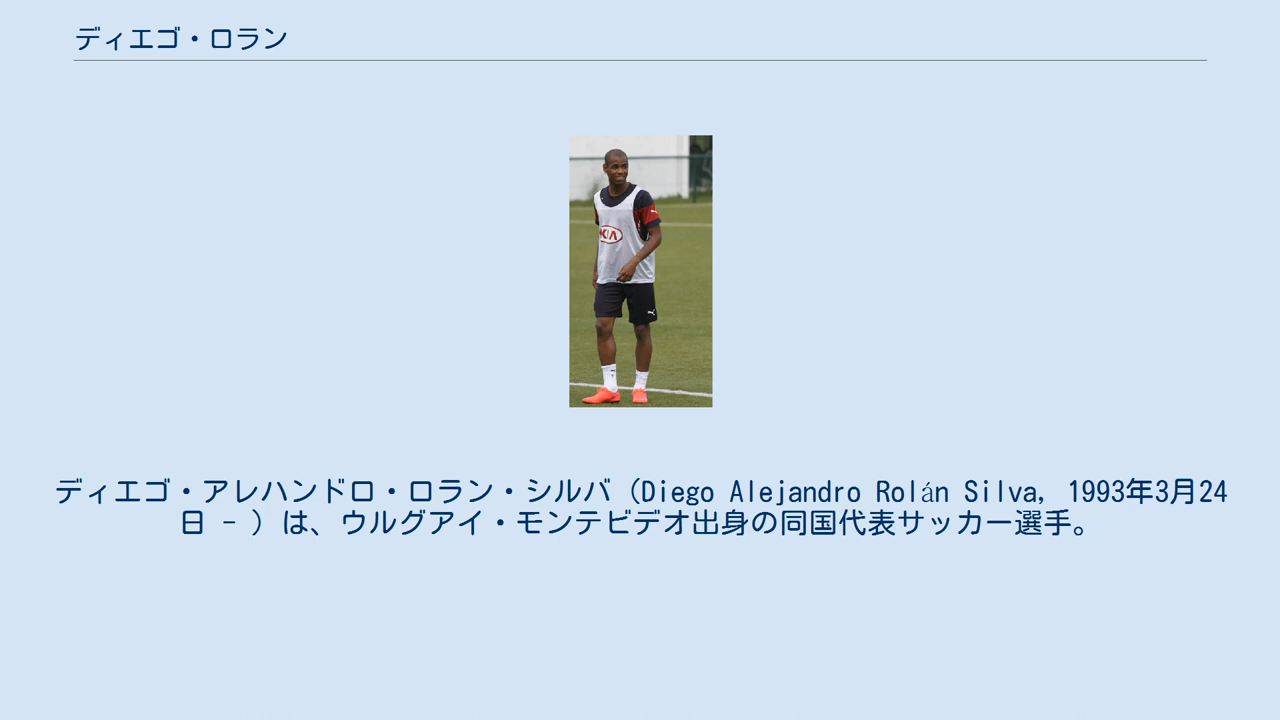 ディエゴ・ロラン
KIA
ディエゴ・アレハンドロ・ロラン・シルバ（Diego Alejandro Rolán Silva, 1993年3月24
日 - ）は、ウルグアイ・モンテビデオ出身の同国代表サッカー選手。